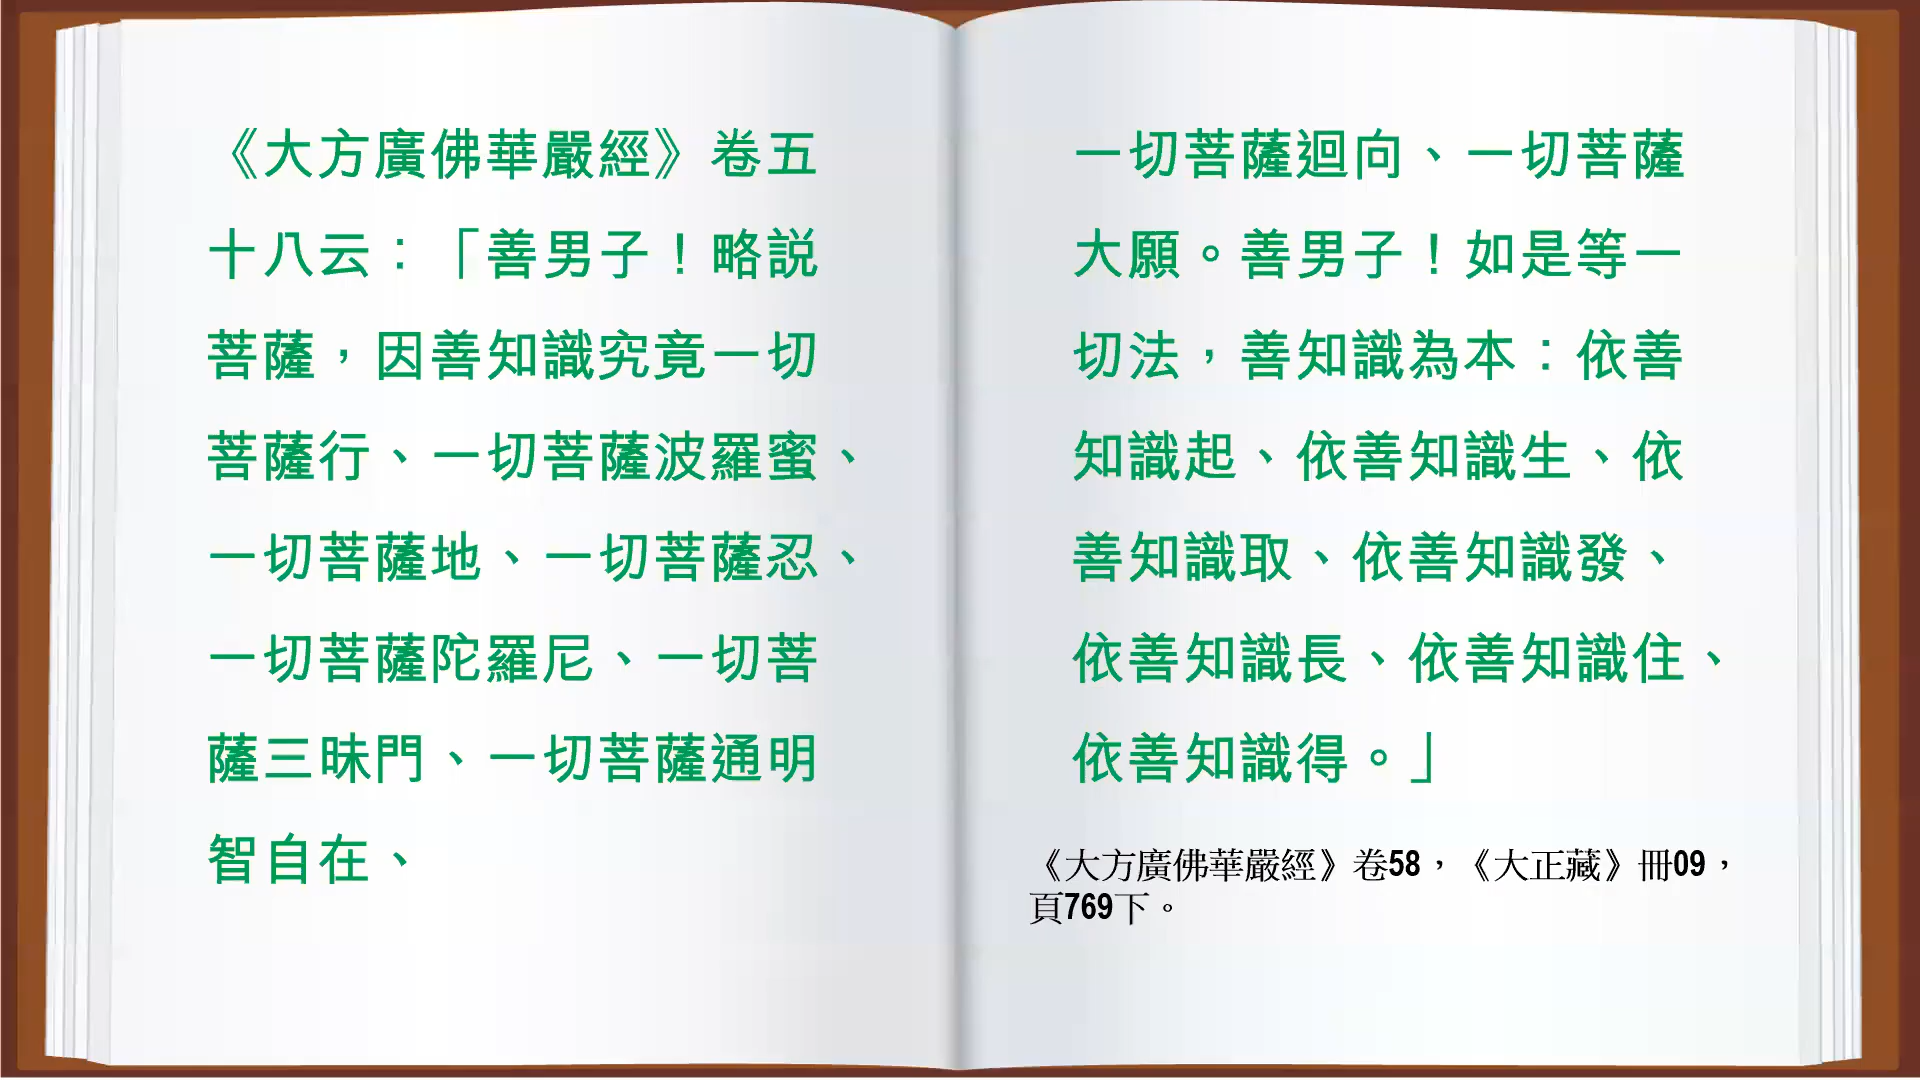 《大方廣佛華嚴經》卷五
十八云：「善男子！略説
菩薩，因善知識究竟一切
菩薩行、一切菩薩波羅蜜、
一切菩薩地、一切菩薩忍、
一切菩薩陀羅尼、一切菩
薩三昧門、一切菩薩通明
智自在、
一切菩薩迴向、一切菩薩
大願。善男子！如是等一
切法，善知識為本：依善
知識起、依善知識生、依
善知識取、依善知識發、
依善知識長、依善知識住、
依善知識得。」
《大方廣佛華嚴經》卷58，《大正藏》冊09，
頁769下。